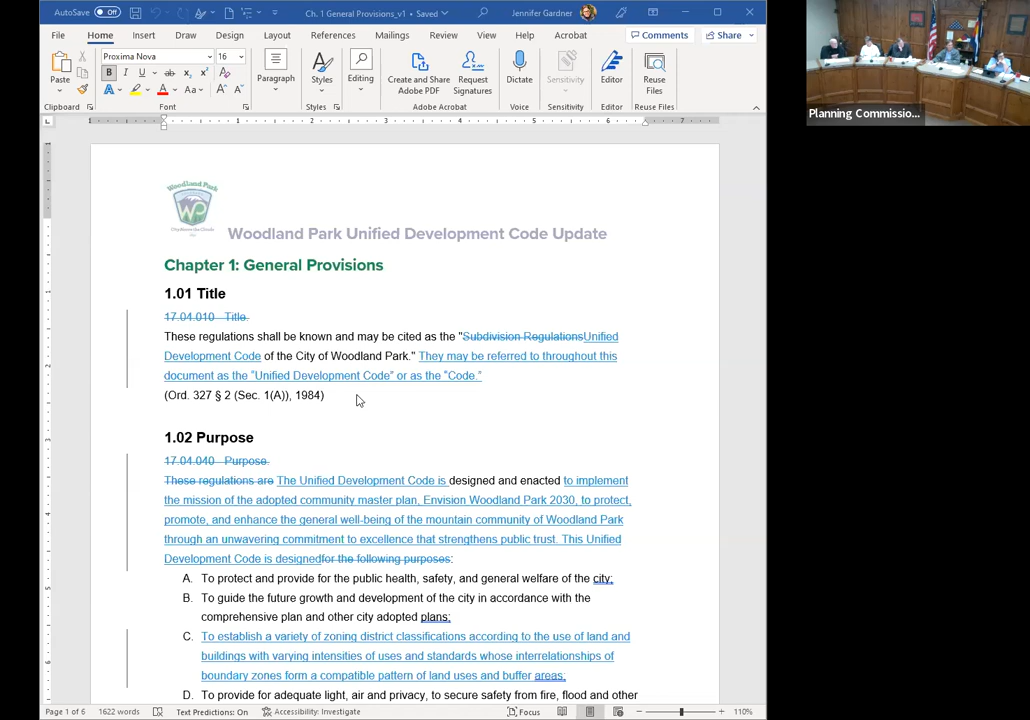 AutoSave Off Ch. 1 General Provisions_v1 • Saved Jennifer Gardner
File Home Insert Draw Design Layout References Mailings Review View Help Acrobat Comments Share
Proxima Nova 16
Paste Paragraph Styles Editing Create and Share Adobe PDF Request Signatures Dictate Sensitivity Editor Reuse Files
Clipboard Font Styles Adobe Acrobat Voice Sensitivity Editor Reuse Files
Planning Commissio...
1 1 2 3 4 5 6 7
Woodland Park
WP
Woodland Park Unified Development Code Update
Chapter 1: General Provisions
1.01 Title
17.04.010 Title.
These regulations shall be known and may be cited as the "Subdivision RegulationsUnified
Development Code of the City of Woodland Park." They may be referred to throughout this
document as the "Unified Development Code" or as the "Code."
(Ord. 327 § 2 (Sec. 1(A)), 1984)
1.02 Purpose
17.04.040 Purpose.
These regulations are The Unified Development Code is designed and enacted to implement
the mission of the adopted community master plan, Envision Woodland Park 2030, to protect,
promote, and enhance the general well-being of the mountain community of Woodland Park
through an unwavering commitment to excellence that strengthens public trust. This Unified
Development Code is designedfor the following purposes:
A. To protect and provide for the public health, safety, and general welfare of the city;
B. To guide the future growth and development of the city in accordance with the
comprehensive plan and other city adopted plans;
C. To establish a variety of zoning district classifications according to the use of land and
buildings with varying intensities of uses and standards whose interrelationships of
boundary zones form a compatible pattern of land uses and buffer areas;
D. To provide for adequate light, air and privacy, to secure safety from fire, flood and other
Page 1 of 6 1622 words Text Predictions: On Accessibility: Investigate Focus 110%